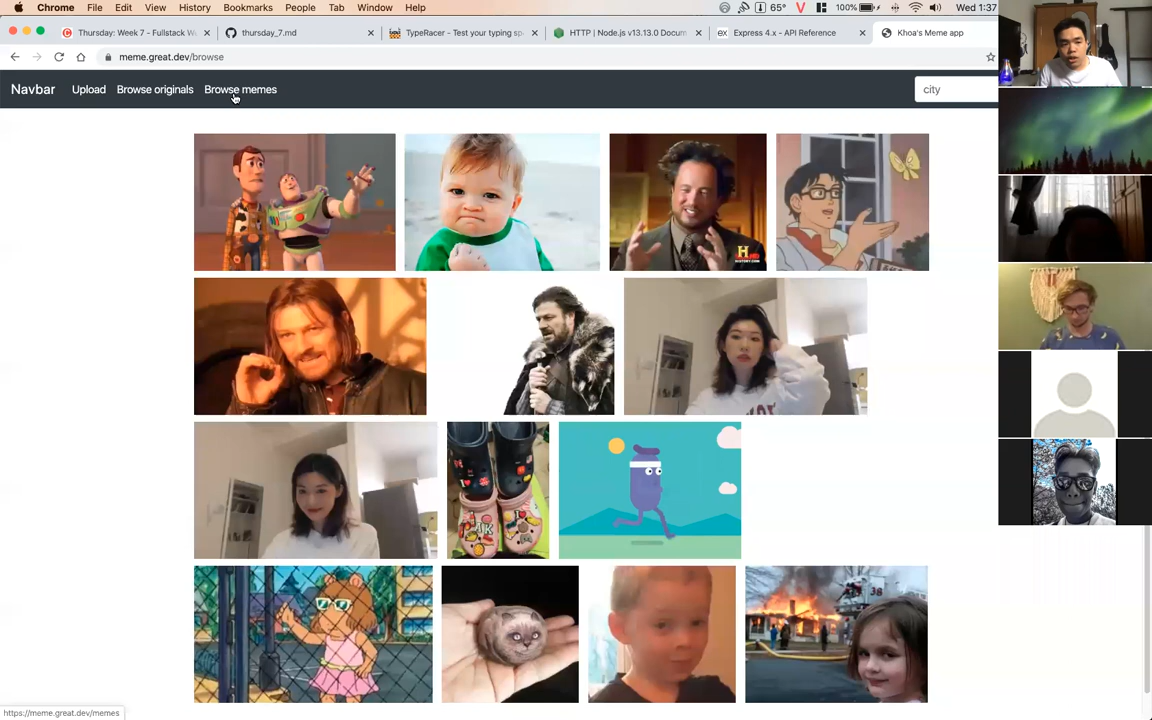 Chrome File Edit View History Bookmarks People Tab Window Help 65° 100% Wed 1:37
Thursday: Week 7 - Fullstack W
thursday_7.md
TypeRacer - Test your typing sp
HTTP | Node.js v13.13.0 Docum
Express 4.x - API Reference
Khoa's Meme app
meme.great.dev/browse
Navbar Upload Browse originals Browse memes city
H
HISTORY.COM
38
https://meme.great.dev/memes